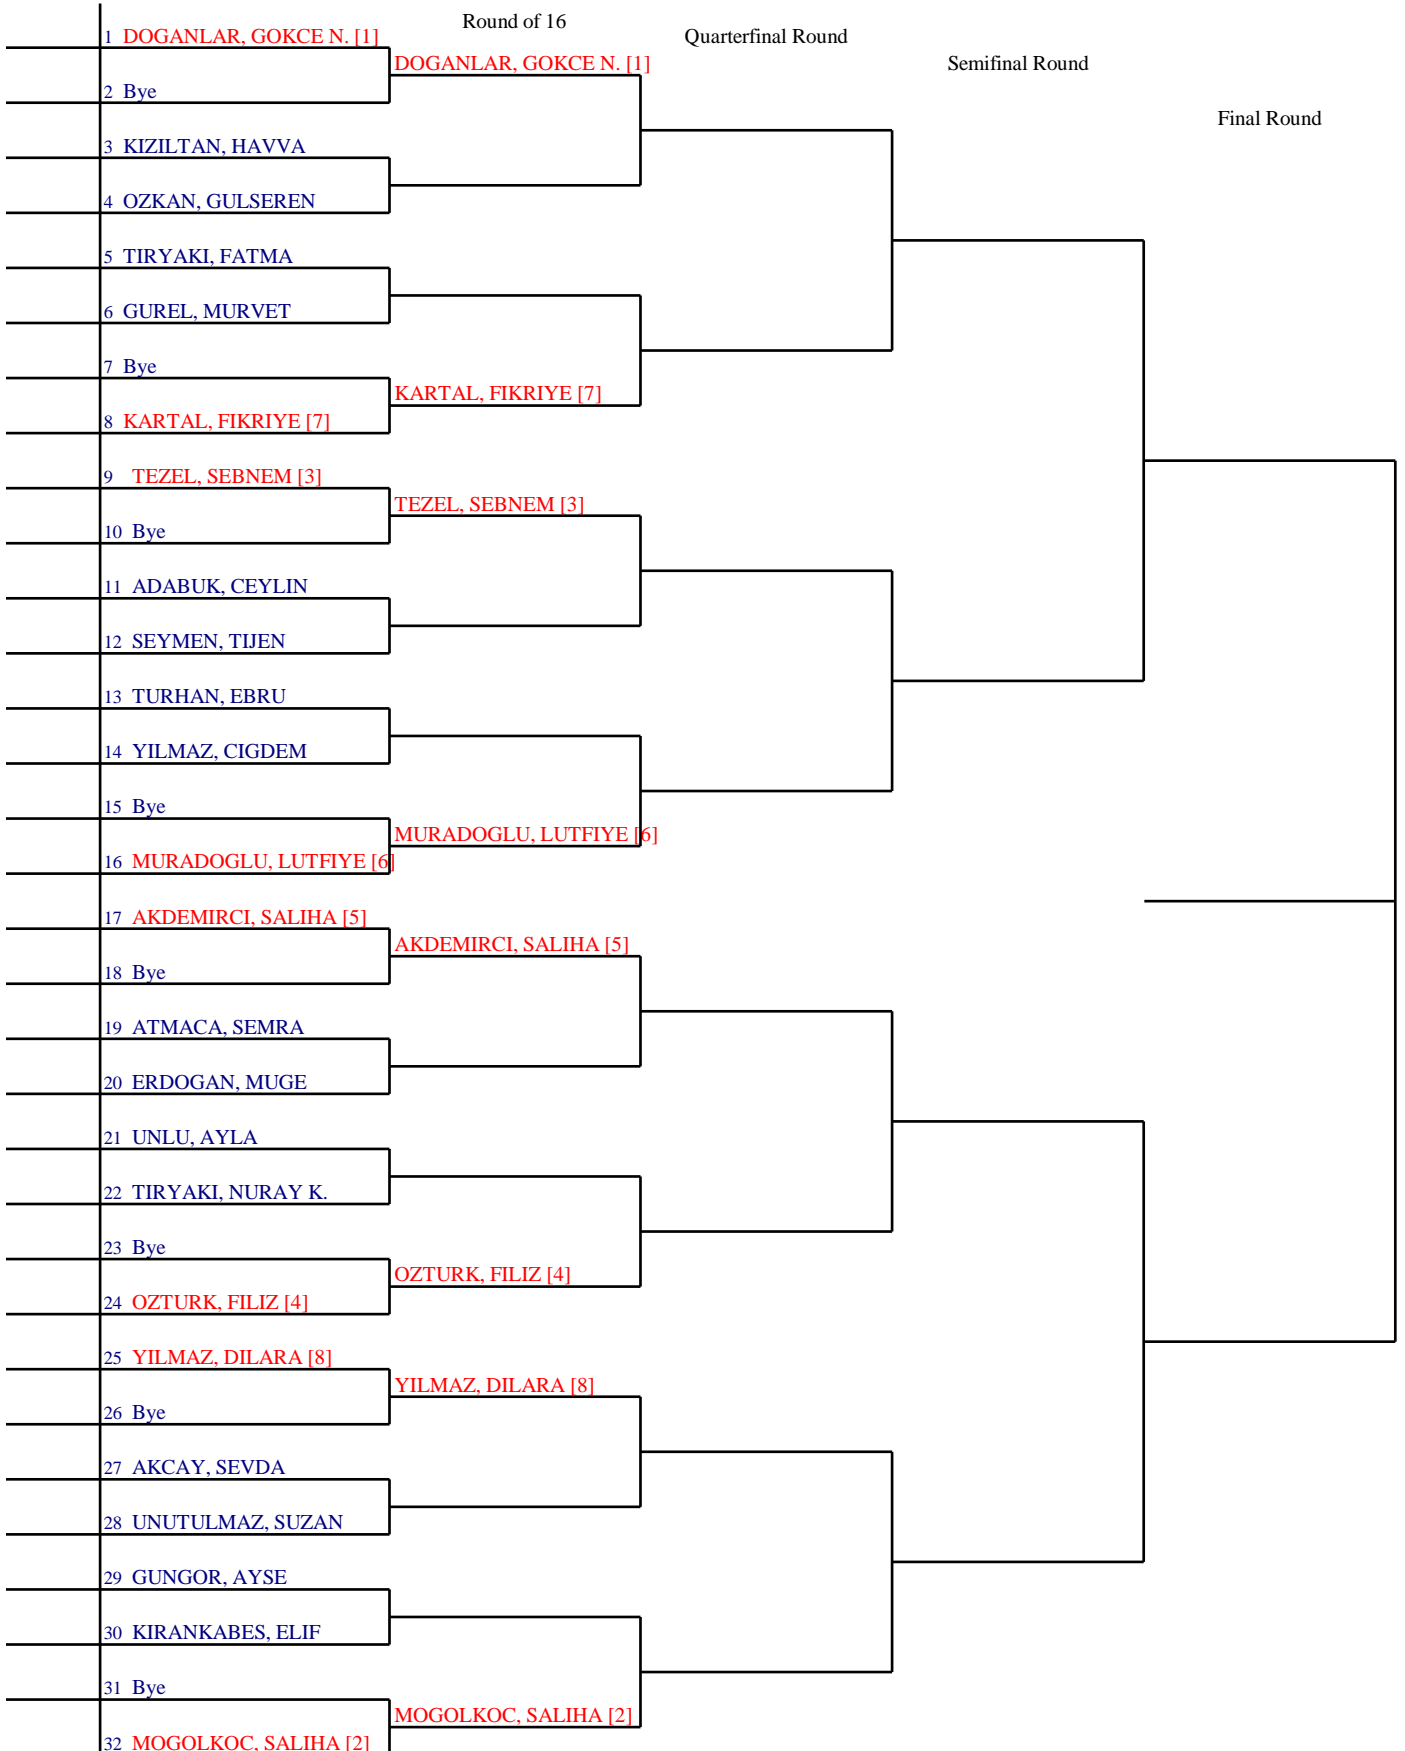 Round of 16
Quarterfinal Round
Semifinal Round
Final Round
1 DOGANLAR, GOKCE N. [1]
DOGANLAR, GOKCE N. [1]
2 Bye
3 KIZILTAN, HAVVA
4 OZKAN, GULSEREN
5 TIRYAKI, FATMA
6 GUREL, MURVET
7 Bye
KARTAL, FIKRIYE [7]
8 KARTAL, FIKRIYE [7]
9 TEZEL, SEBNEM [3]
TEZEL, SEBNEM [3]
10 Bye
11 ADABUK, CEYLIN
12 SEYMEN, TIJEN
13 TURHAN, EBRU
14 YILMAZ, CIGDEM
15 Bye
MURADOGLU, LUTFIYE [6]
16 MURADOGLU, LUTFIYE [6]
17 AKDEMIRCI, SALIHA [5]
AKDEMIRCI, SALIHA [5]
18 Bye
19 ATMACA, SEMRA
20 ERDOGAN, MUGE
21 UNLU, AYLA
22 TIRYAKI, NURAY K.
23 Bye
OZTURK, FILIZ [4]
24 OZTURK, FILIZ [4]
25 YILMAZ, DILARA [8]
YILMAZ, DILARA [8]
26 Bye
27 AKCAY, SEVDA
28 UNUTULMAZ, SUZAN
29 GUNGOR, AYSE
30 KIRANKABES, ELIF
31 Bye
MOGOLKOC, SALIHA [2]
32 MOGOLKOC, SALIHA [2]